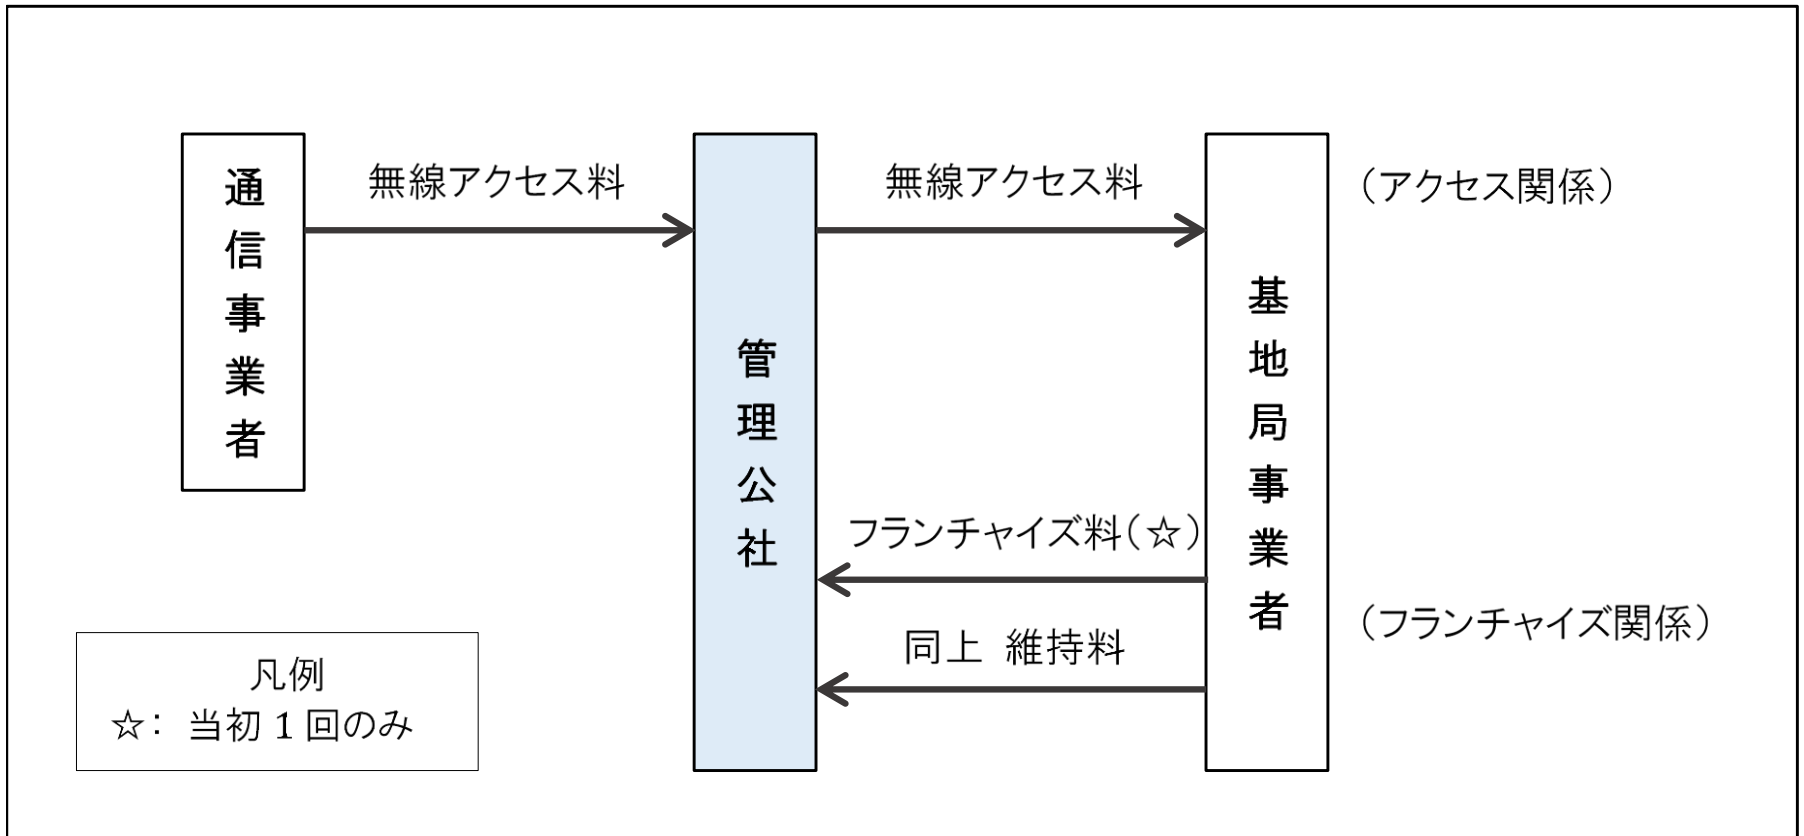 通信事業者
無線アクセス料
管理公社
無線アクセス料
基地局事業者
（アクセス関係）
フランチャイズ料（☆）
同上 維持料
（フランチャイズ関係）
凡例
☆： 当初 1 回のみ